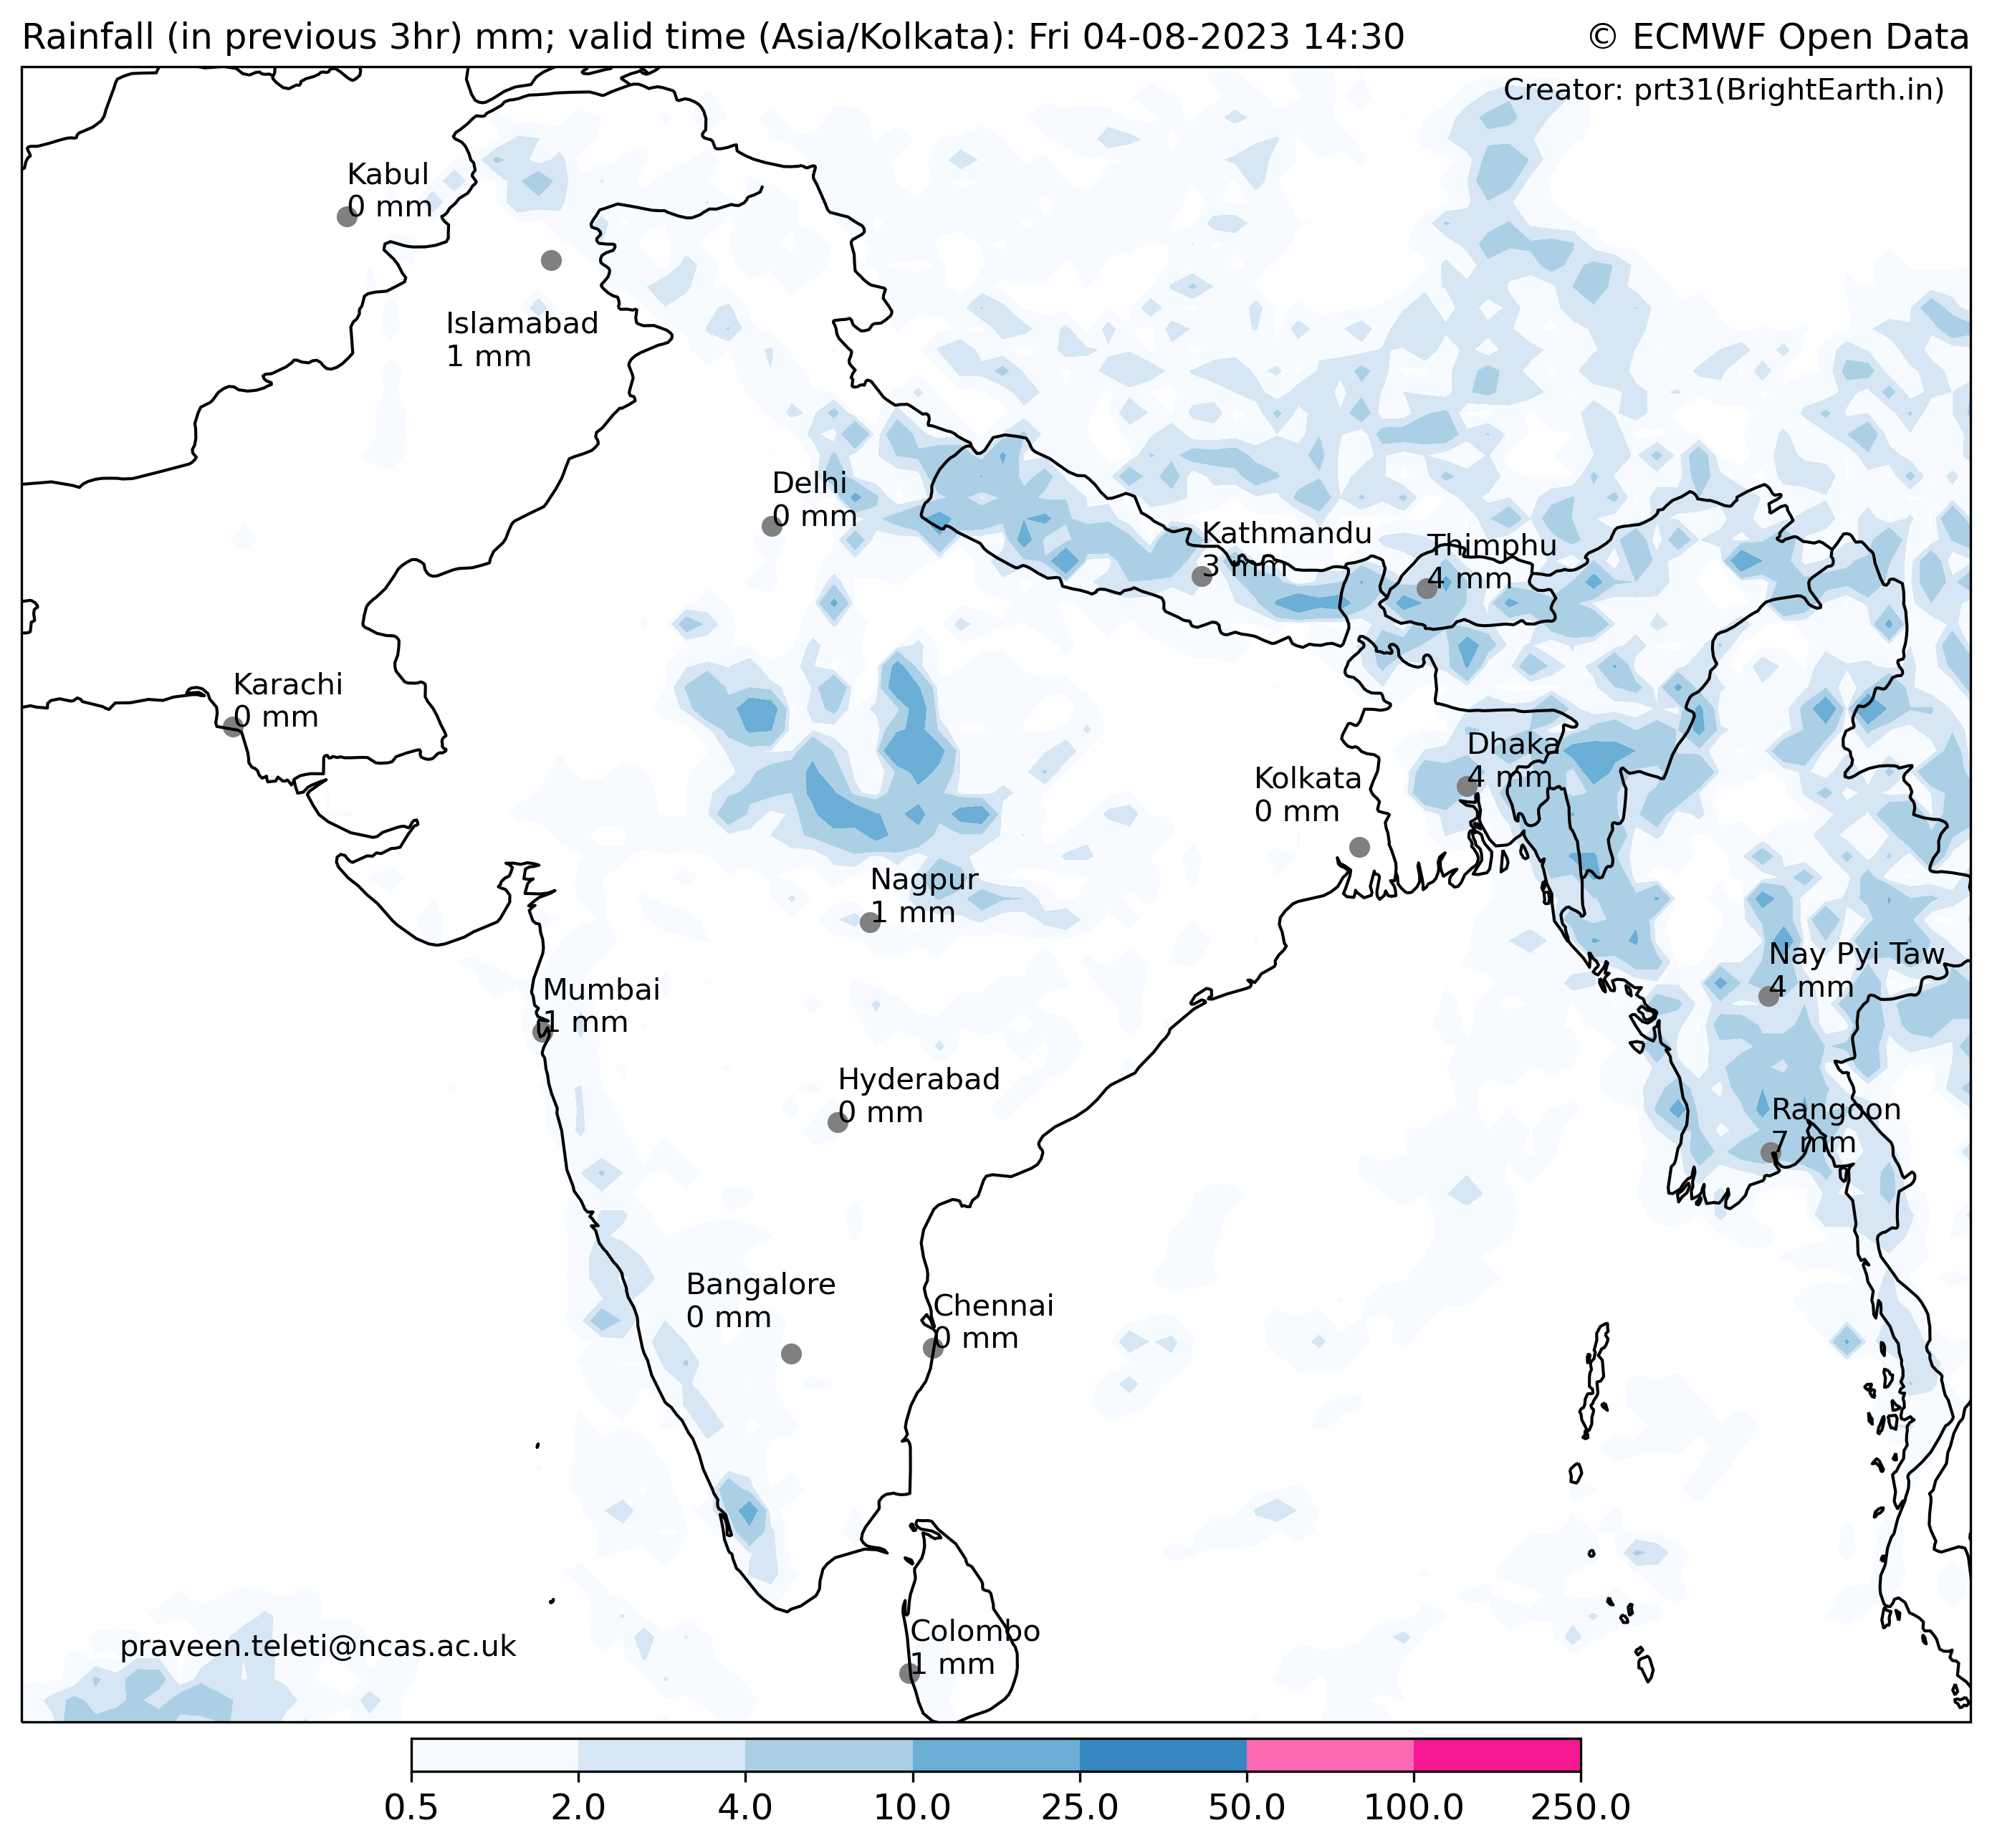 Rainfall (in previous 3hr) mm; valid time (Asia/Kolkata): Fri 04-08-2023 14:30
© ECMWF Open Data
Creator: prt31(BrightEarth.in)
Kabul
0 mm
Islamabad
1 mm
Delhi
0 mm
Kathmandu
3 mm
Thimphu
4 mm
Karachi
0 mm
Dhaka
4 mm
Kolkata
0 mm
Nagpur
1 mm
Nay Pyi Taw
4 mm
Mumbai
1 mm
Hyderabad
0 mm
Rangoon
7 mm
Bangalore
0 mm
Chennai
0 mm
Colombo
1 mm
praveen.teleti@ncas.ac.uk
0.5 2.0 4.0 10.0 25.0 50.0 100.0 250.0